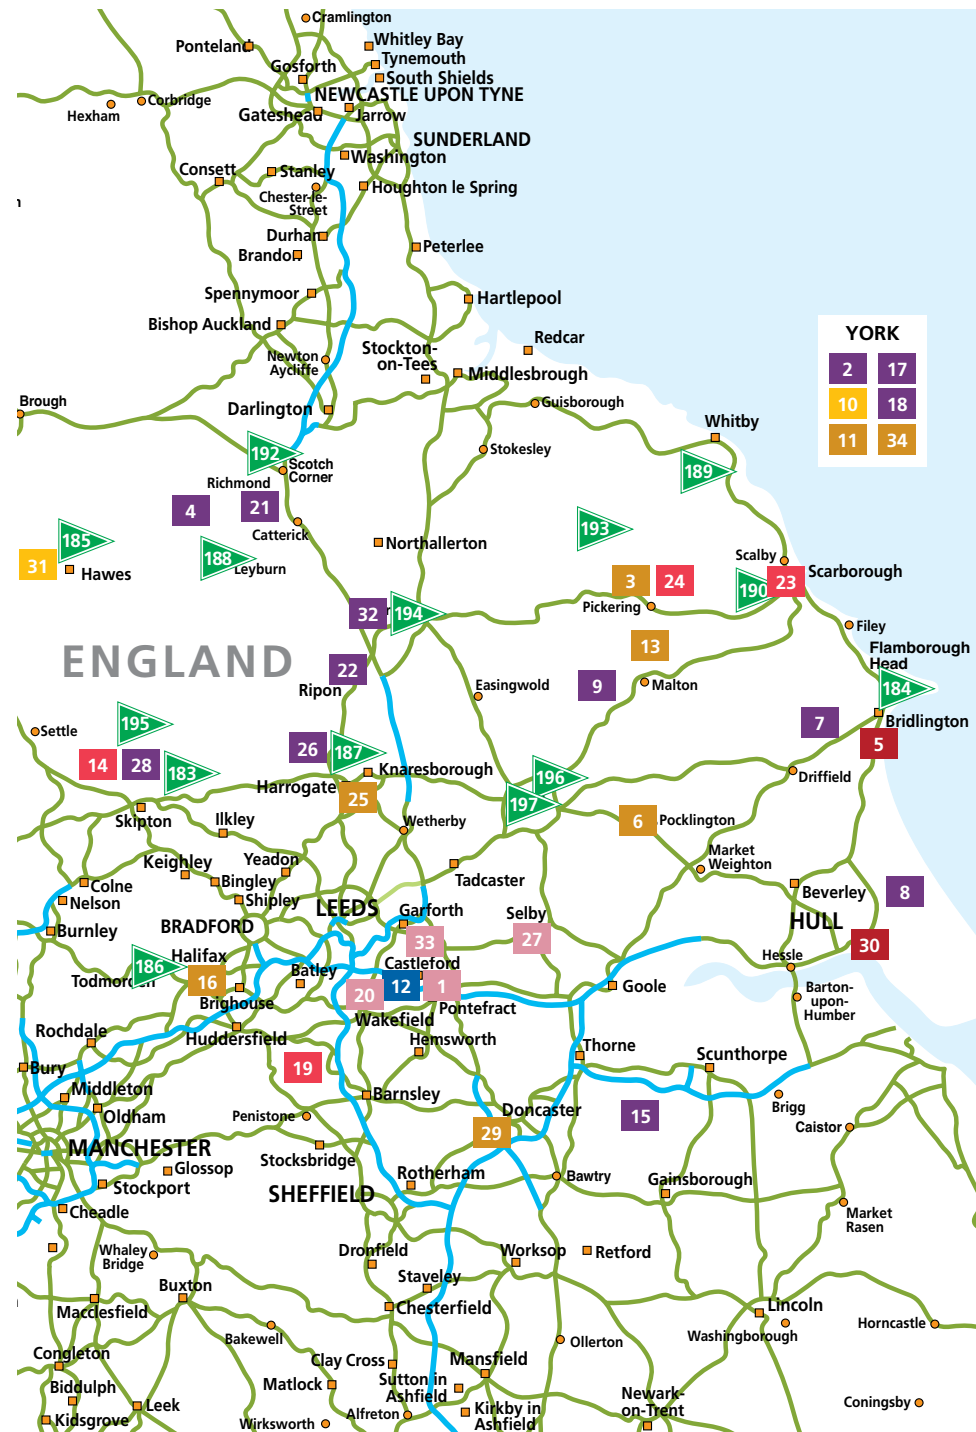 Cramlington
Ponteland
Whitley Bay
Tynemouth
Gosforth
South Shields
NEWCASTLE UPON TYNE
Corbridge
Hexham
Gateshead
Jarrow
SUNDERLAND
Washington
Consett
Stanley
Houghton le Spring
Chester-le-
Street
Durham
Brandon
Peterlee
Spennymoor
Hartlepool
Bishop Auckland
Redcar
Stockton-
on-Tees
Newton
Aycliffe
Middlesbrough
Brough
Darlington
Guisborough
Whitby
YORK
2
17
10
18
11
34
192
Scotch
Corner
Stokesley
189
Richmond
4
21
Catterick
193
185
31
Hawes
188
Leyburn
Northallerton
Scalby
Scarborough
3
24
190
23
Pickering
32
194
Filey
13
ENGLAND
Flamborough
Head
22
Ripon
Easingwold
9
Malton
184
195
Settle
7
Bridlington
5
14
28
183
26
187
Knaresborough
196
Driffield
Harrogate
25
197
Skipton
Ilkley
Wetherby
6
Pocklington
Market
Weighton
Keighley
Yeadon
Colne
Bingley
Tadcaster
Beverley
8
Nelson
Shipley
LEEDS
Garforth
Selby
HULL
Burnley
BRADFORD
33
27
30
Halifax
186
Batley
Castleford
Hessle
Todmorden
16
20
12
1
Goole
Barton-
upon-
Humber
Brighouse
Wakefield
Pontefract
Rochdale
Huddersfield
Hemsworth
Thorne
Scunthorpe
Bury
19
Middleton
Barnsley
Brigg
Oldham
Penistone
Doncaster
15
Caistor
29
MANCHESTER
Stocksbridge
Glossop
Rotherham
Bawtry
Gainsborough
Stockport
SHEFFIELD
Cheadle
Market
Rasen
Whaley
Bridge
Dronfield
Worksop
Retford
Buxton
Staveley
Macclesfield
Chesterfield
Lincoln
Bakewell
Washingborough
Horncastle
Ollerton
Congleton
Clay Cross
Mansfield
Biddulph
Matlock
Sutton in
Ashfield
Newark-
on-Trent
Coningsby
Leek
Kidsgrove
Wirksworth
Alfreton
Kirkby in
Ashfield